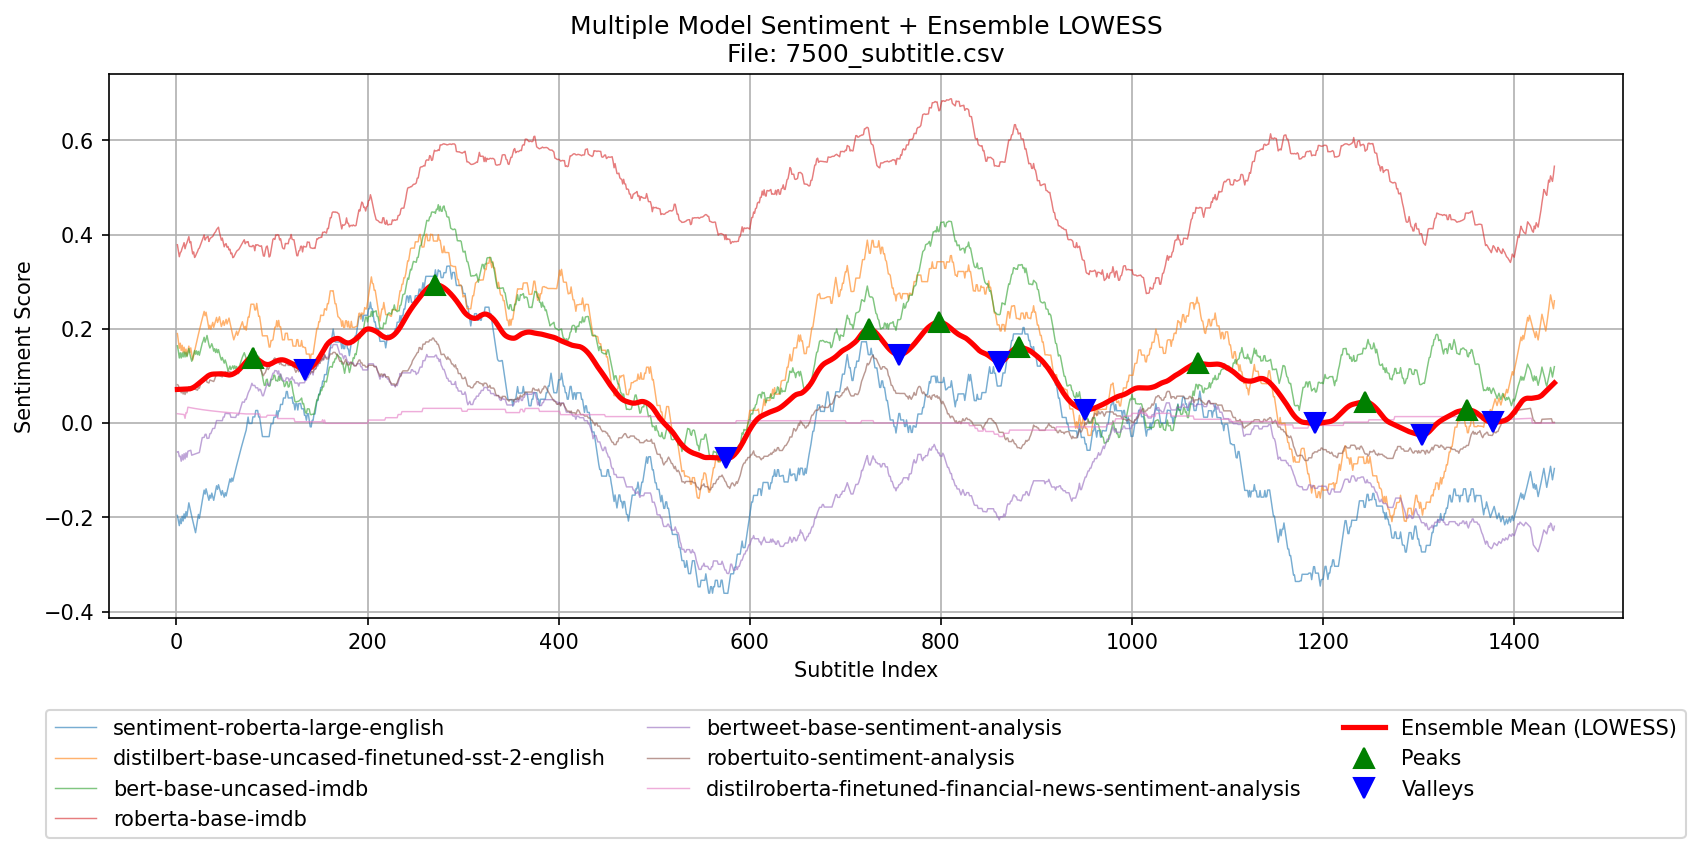 Multiple Model Sentiment + Ensemble LOWESS
File: 7500_subtitle.csv
Sentiment Score
0.6
0.4
0.2
0.0
−0.2
−0.4
0 200 400 600 800 1000 1200 1400
Subtitle Index
sentiment-roberta-large-english
distilbert-base-uncased-finetuned-sst-2-english
bert-base-uncased-imdb
roberta-base-imdb
bertweet-base-sentiment-analysis
robertuito-sentiment-analysis
distilroberta-finetuned-financial-news-sentiment-analysis
Ensemble Mean (LOWESS)
Peaks
Valleys